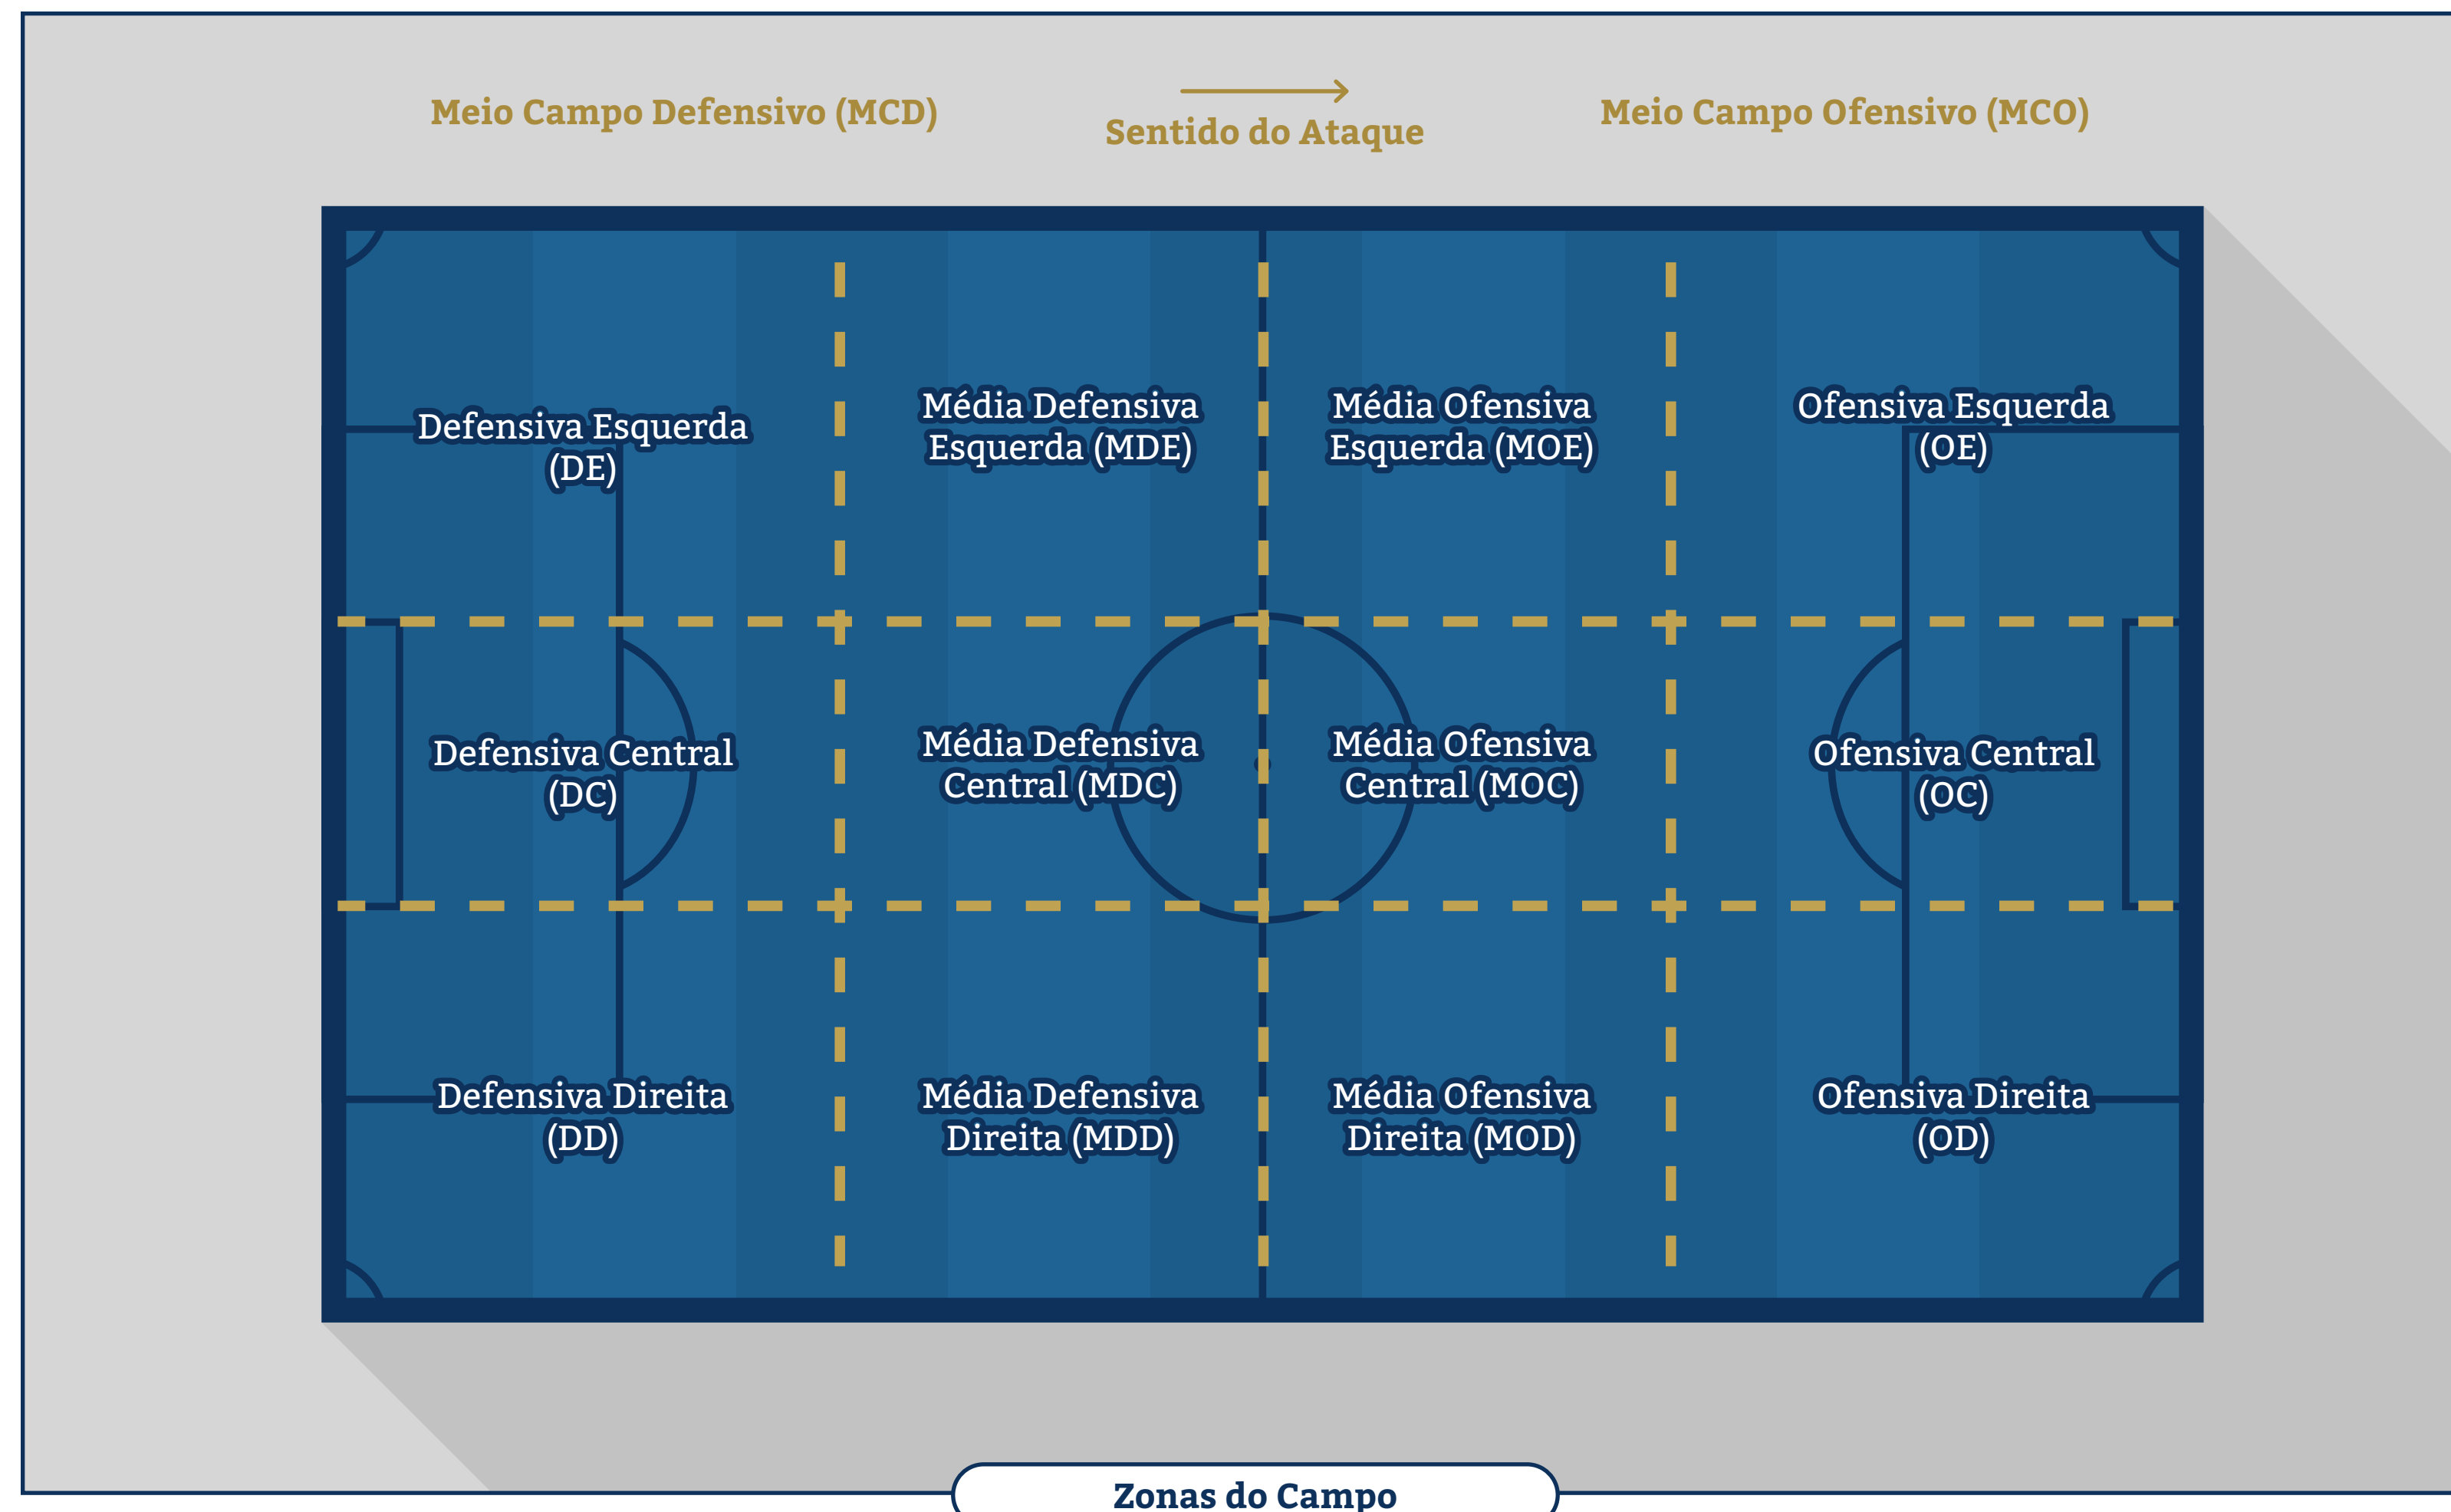 Meio Campo Defensivo (MCD)
Sentido do Ataque
Meio Campo Ofensivo (MCO)
Defensiva Esquerda
(DE)
Média Defensiva
Esquerda (MDE)
Média Ofensiva
Esquerda (MOE)
Ofensiva Esquerda
(OE)
Defensiva Central
(DC)
Média Defensiva
Central (MDC)
Média Ofensiva
Central (MOC)
Ofensiva Central
(OC)
Defensiva Direita
(DD)
Média Defensiva
Direita (MDD)
Média Ofensiva
Direita (MOD)
Ofensiva Direita
(OD)
Zonas do Campo